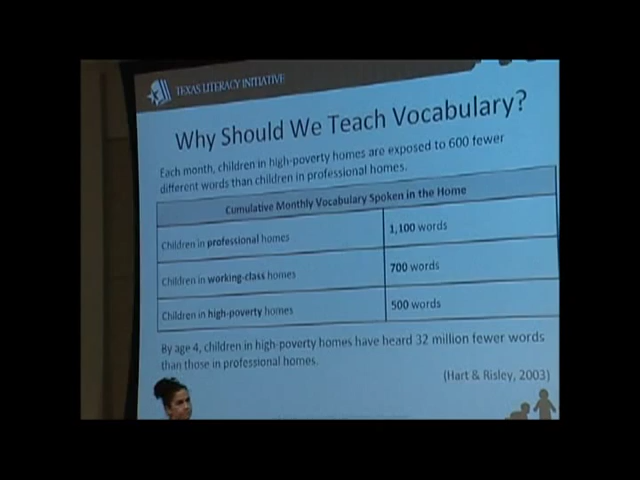 TEXAS LITERACY INITIATIVE
Why Should We Teach Vocabulary?
Each month, children in high-poverty homes are exposed to 600 fewer
different words than children in professional homes.
Cumulative Monthly Vocabulary Spoken in the Home
Children in professional homes
1,100 words
Children in working-class homes
700 words
Children in high-poverty homes
500 words
By age 4, children in high-poverty homes have heard 32 million fewer words
than those in professional homes.
(Hart & Risley, 2003)